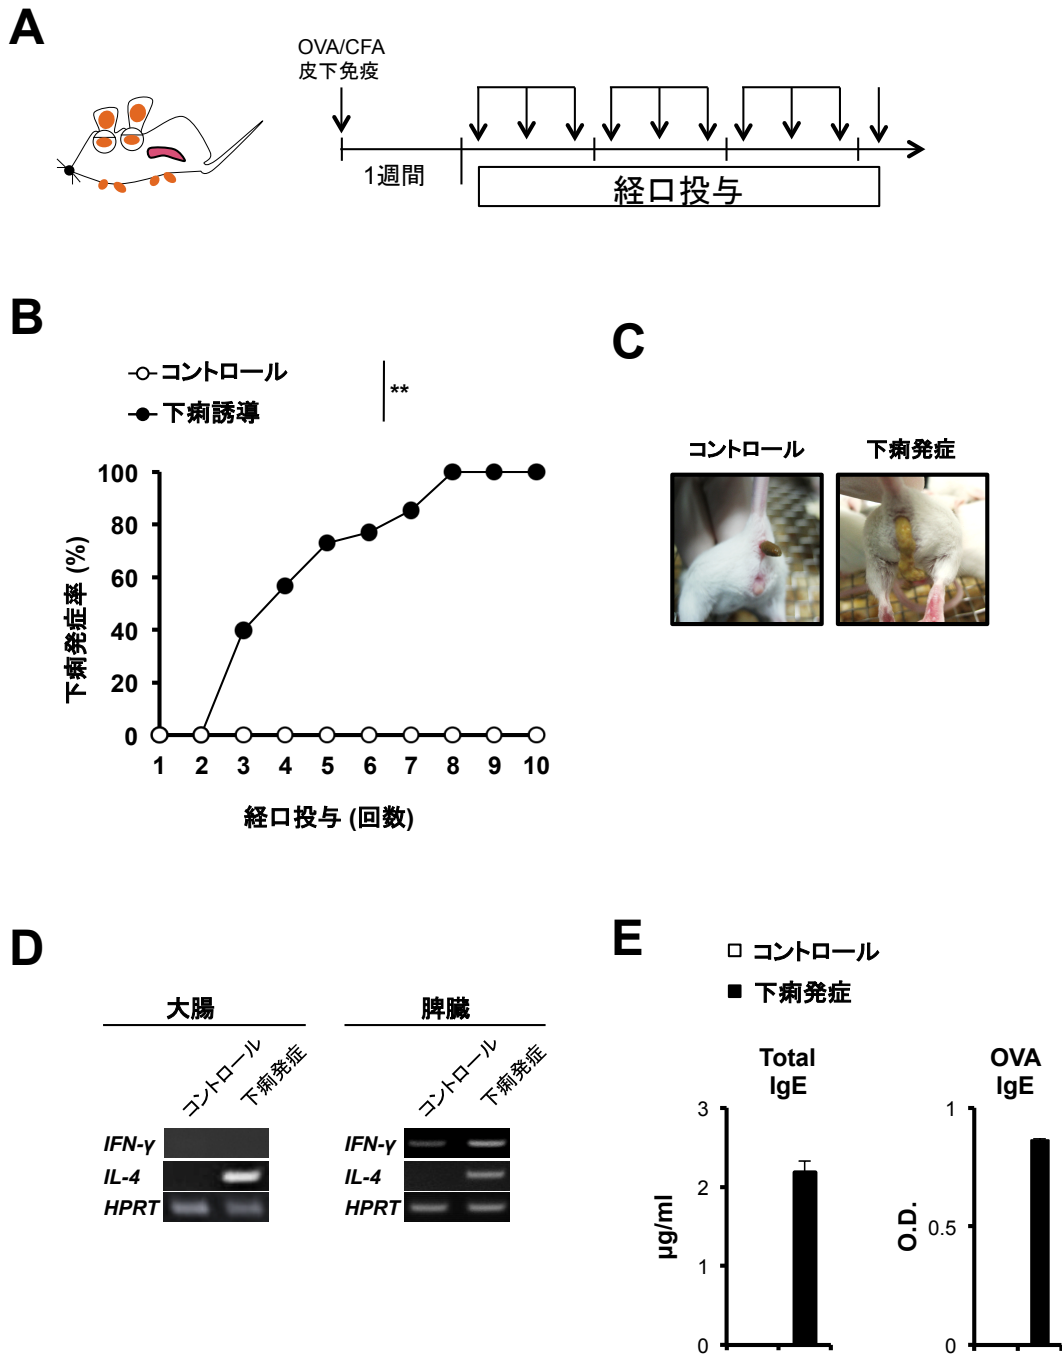 A
OVA/CFA
皮下免疫
1週間
経口投与
B
コントロール
下痢誘導
**
100
80
60
40
20
0
下痢発症率 (%)
1 2 3 4 5 6 7 8 9 10
経口投与 (回数)
C
コントロール 下痢発症
D
大腸 脾臓
コントロール 下痢発症 コントロール 下痢発症
IFN-γ IFN-γ
IL-4 IL-4
HPRT HPRT
E
コントロール
下痢発症
Total
IgE
3
2
1
0
μg/ml
OVA
IgE
1
0.5
0
O.D.